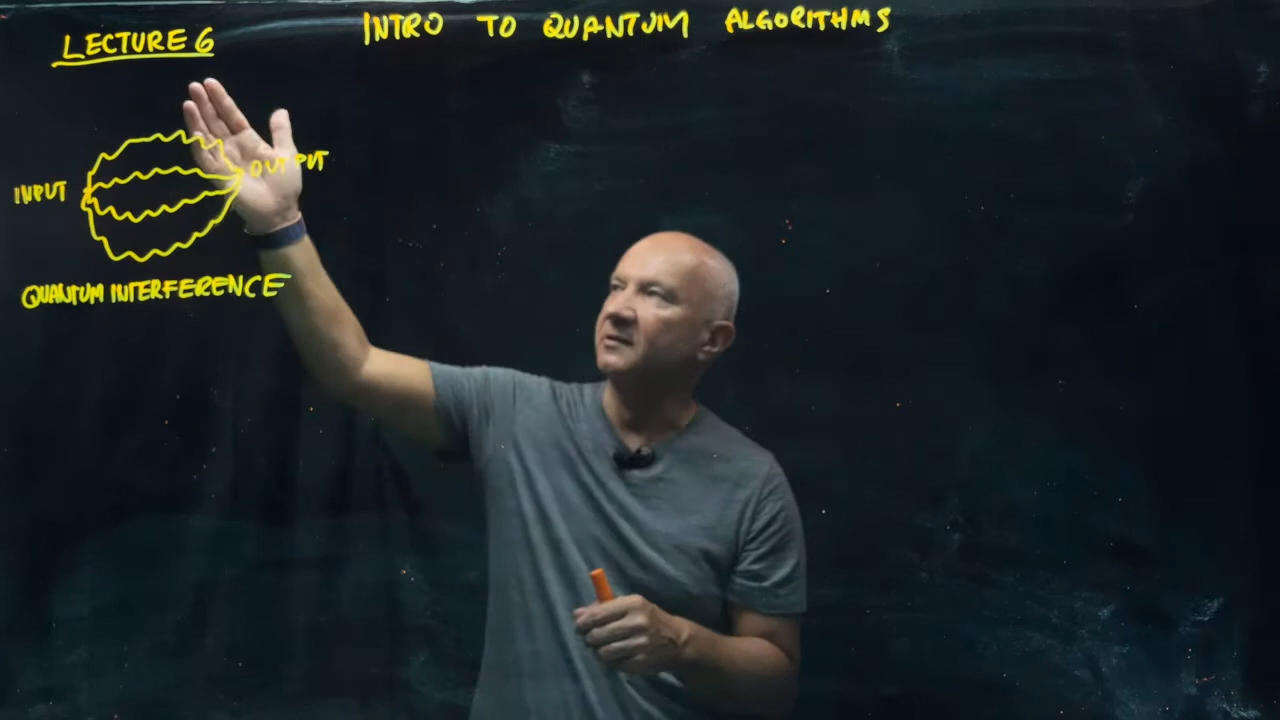 LECTURE 6
INTRO TO QUANTUM ALGORITHMS
INPUT
OUTPUT
QUANTUM INTERFERENCE